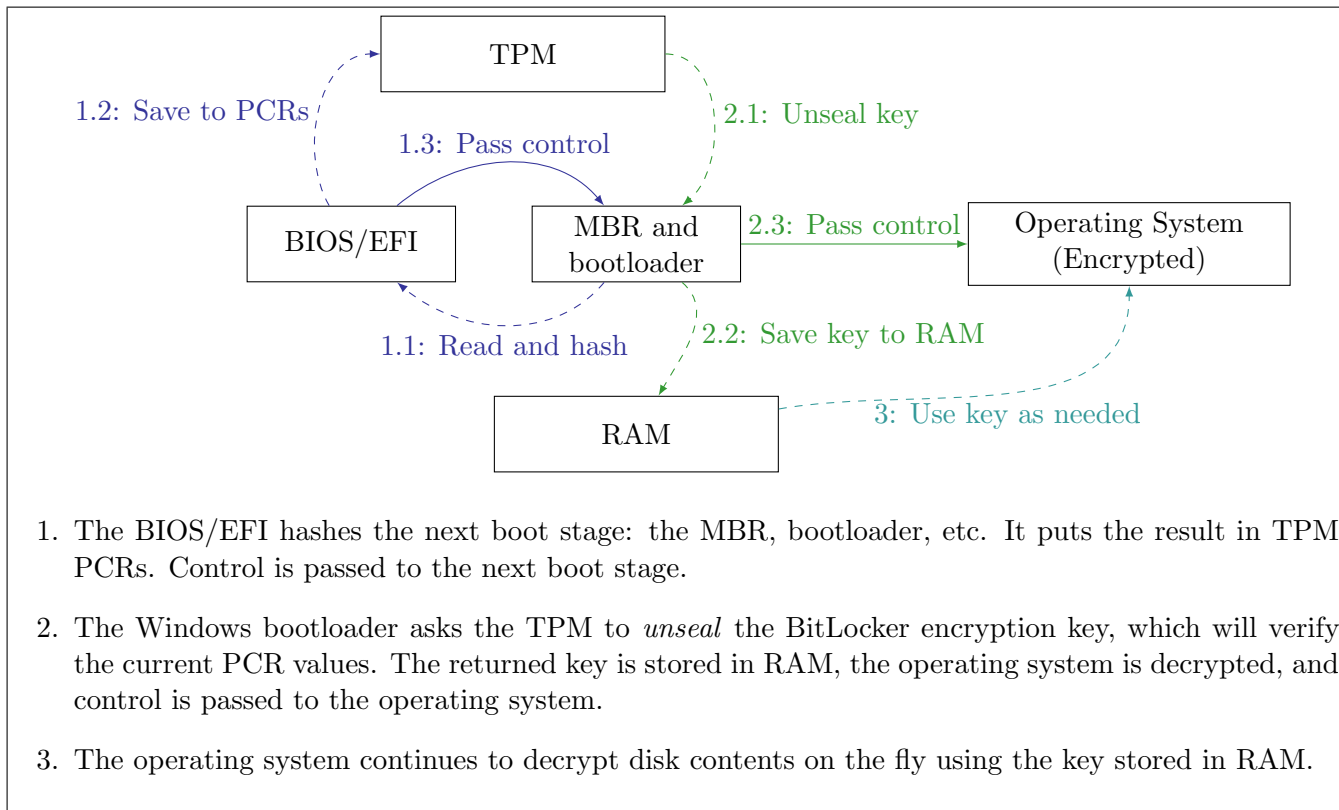 TPM
1.2: Save to PCRs
2.1: Unseal key
1.3: Pass control
BIOS/EFI
MBR and
bootloader
2.3: Pass control
Operating System
(Encrypted)
1.1: Read and hash
2.2: Save key to RAM
RAM
3: Use key as needed
1. The BIOS/EFI hashes the next boot stage: the MBR, bootloader, etc. It puts the result in TPM
PCRs. Control is passed to the next boot stage.
2. The Windows bootloader asks the TPM to unseal the BitLocker encryption key, which will verify
the current PCR values. The returned key is stored in RAM, the operating system is decrypted, and
control is passed to the operating system.
3. The operating system continues to decrypt disk contents on the fly using the key stored in RAM.